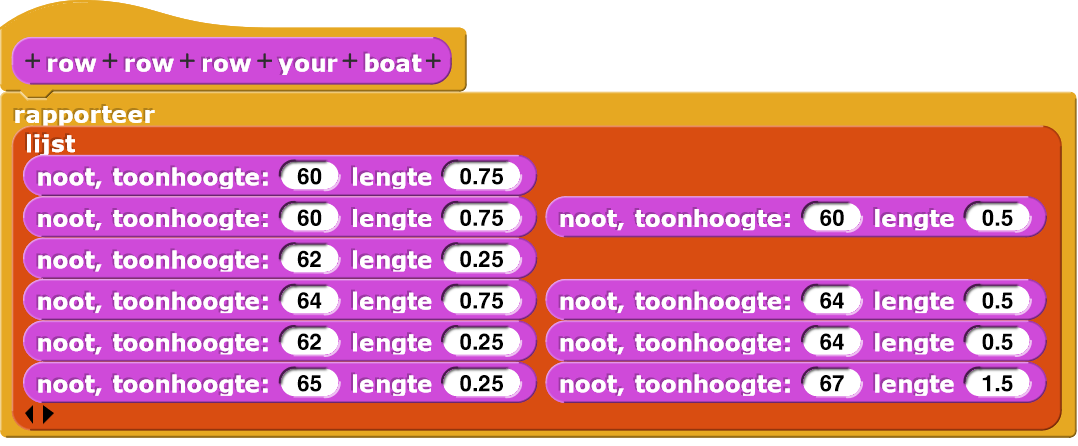 + row + row + row + your + boat +
rapporteer
lijst
noot, toonhoogte: 60 lengte 0.75
noot, toonhoogte: 60 lengte 0.75 noot, toonhoogte: 60 lengte 0.5
noot, toonhoogte: 62 lengte 0.25
noot, toonhoogte: 64 lengte 0.75 noot, toonhoogte: 64 lengte 0.5
noot, toonhoogte: 62 lengte 0.25 noot, toonhoogte: 64 lengte 0.5
noot, toonhoogte: 65 lengte 0.25 noot, toonhoogte: 67 lengte 1.5